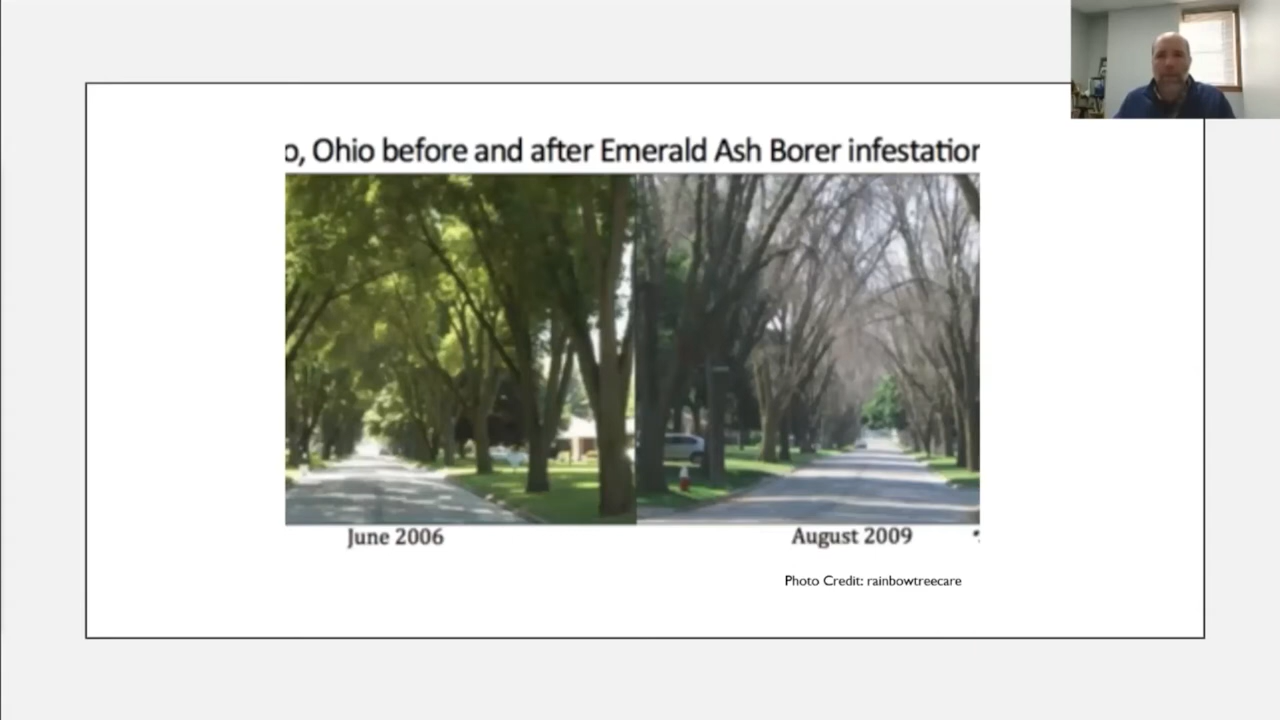 o, Ohio before and after Emerald Ash Borer infestation
June 2006
August 2009
Photo Credit: rainbowtreecare